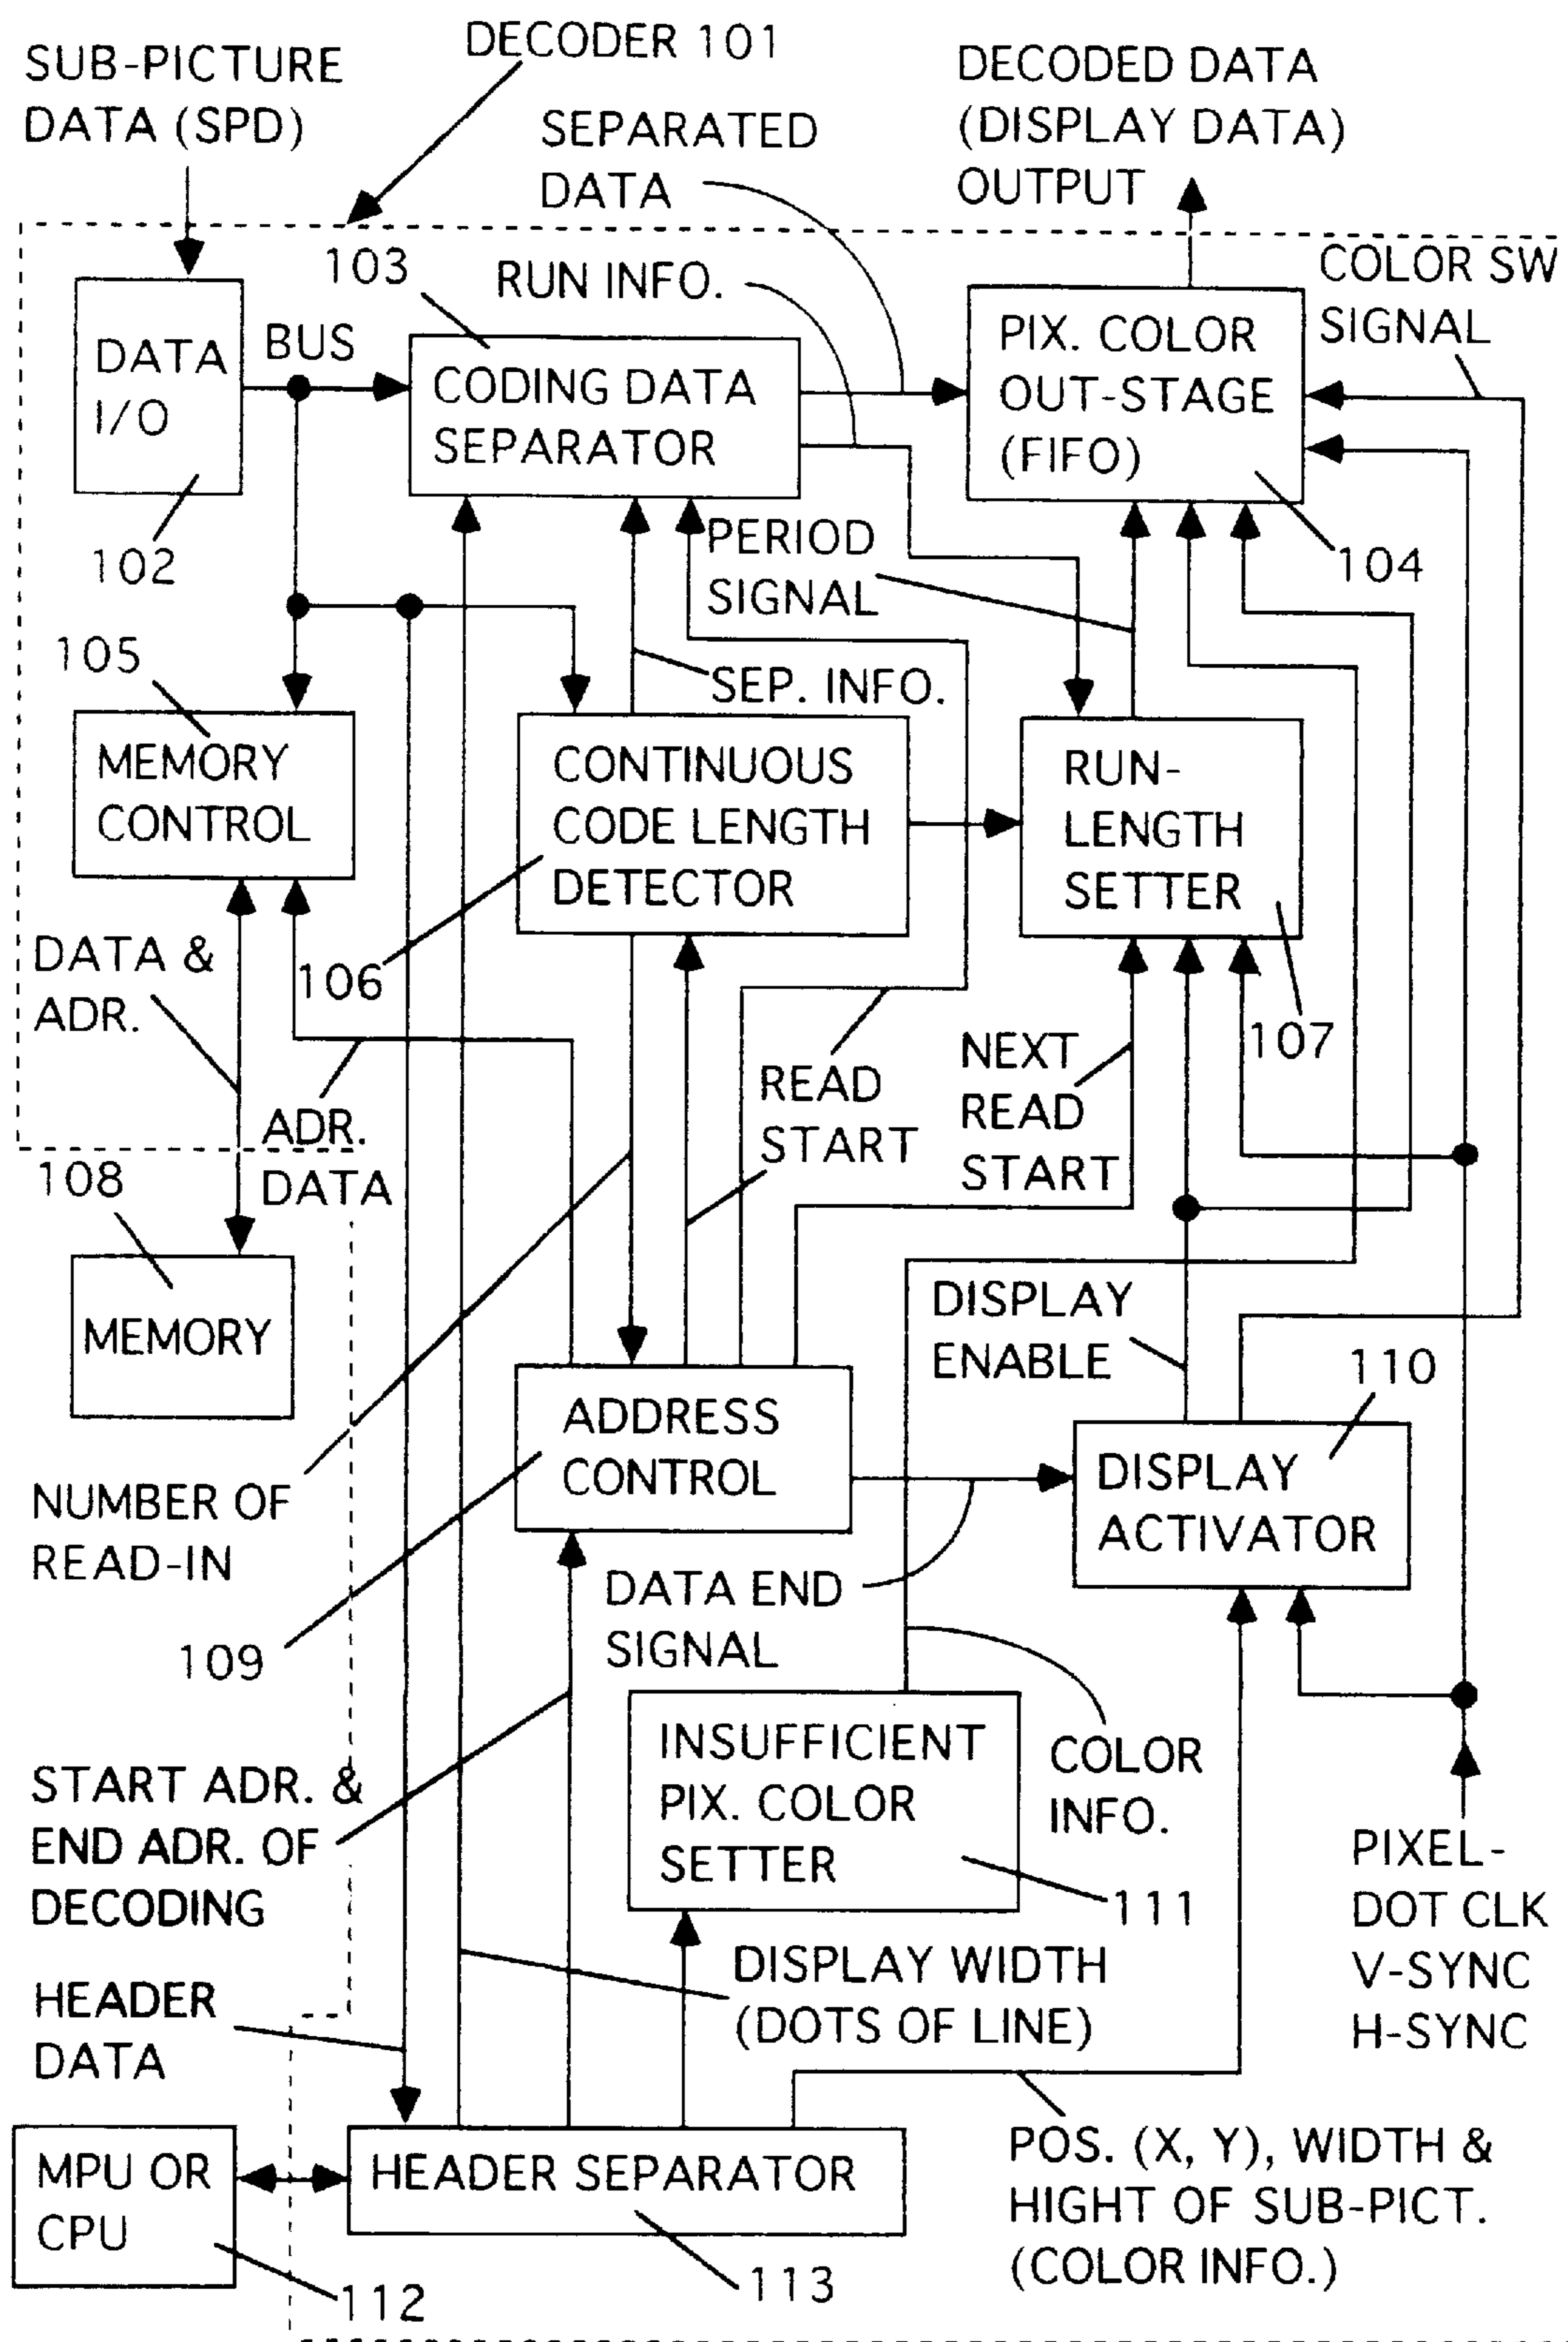 DECODER 101
SUB-PICTURE
DATA (SPD)
SEPARATED
DATA
DECODED DATA
(DISPLAY DATA)
OUTPUT
103
RUN INFO.
COLOR SW
SIGNAL
DATA
I/O
BUS
CODING DATA
SEPARATOR
PIX. COLOR
OUT-STAGE
(FIFO)
102
PERIOD
SIGNAL
104
105
SEP. INFO.
MEMORY
CONTROL
CONTINUOUS
CODE LENGTH
DETECTOR
RUN-
LENGTH
SETTER
DATA &
ADR.
106
107
READ
START
NEXT
READ
START
ADR.
DATA
108
MEMORY
DISPLAY
ENABLE
110
ADDRESS
CONTROL
DISPLAY
ACTIVATOR
NUMBER OF
READ-IN
109
DATA END
SIGNAL
INSUFFICIENT
PIX. COLOR
SETTER
COLOR
INFO.
START ADR. &
END ADR. OF
DECODING
111
PIXEL-
DOT CLK
V-SYNC
H-SYNC
HEADER
DATA
DISPLAY WIDTH
(DOTS OF LINE)
MPU OR
CPU
HEADER SEPARATOR
POS. (X, Y), WIDTH &
HIGHT OF SUB-PICT.
(COLOR INFO.)
112
113